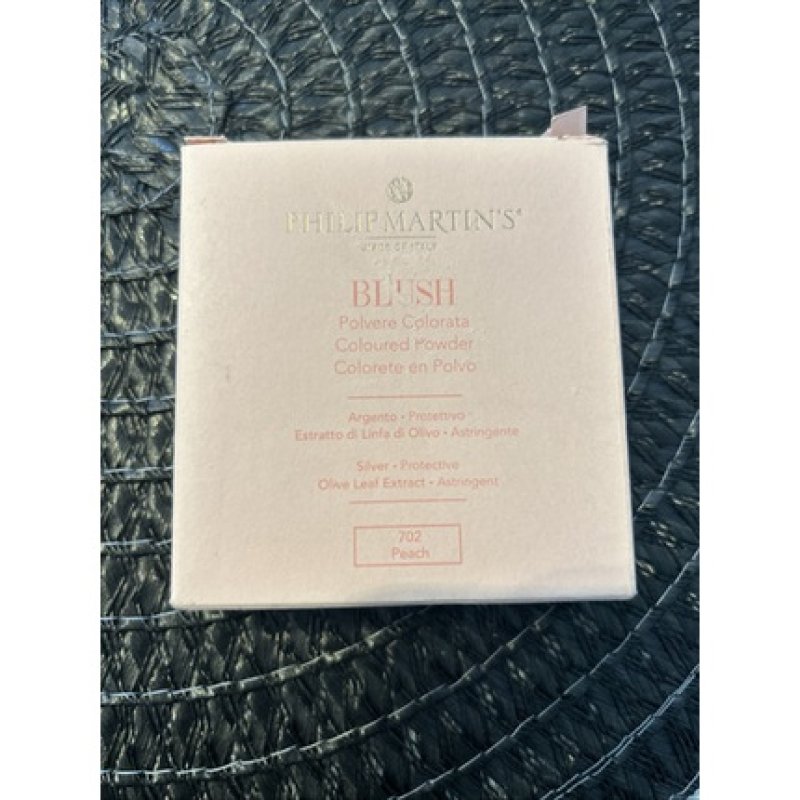 PHILIP MARTIN'S®
BLUSH
Polvere Colorata
Coloured Powder
Colorete en Polvo
Argento • Protettivo
Estratto di Linfa di Olivo • Astringente
Silver • Protective
Olive Leaf Extract • Astringent
702
Peach